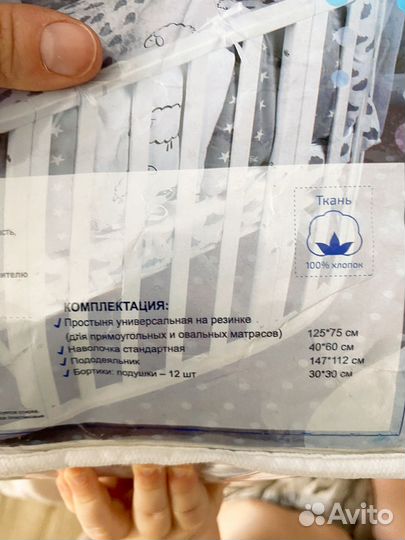 Ткань
100% хлопок
КОМПЛЕКТАЦИЯ:
Простыня универсальная на резинке
(для прямоугольных и овальных матрасов) 125*75 см
Наволочка стандартная 40*60 см
Пододеяльник 147*112 см
Бортики: подушки – 12 шт 30*30 см
Avito